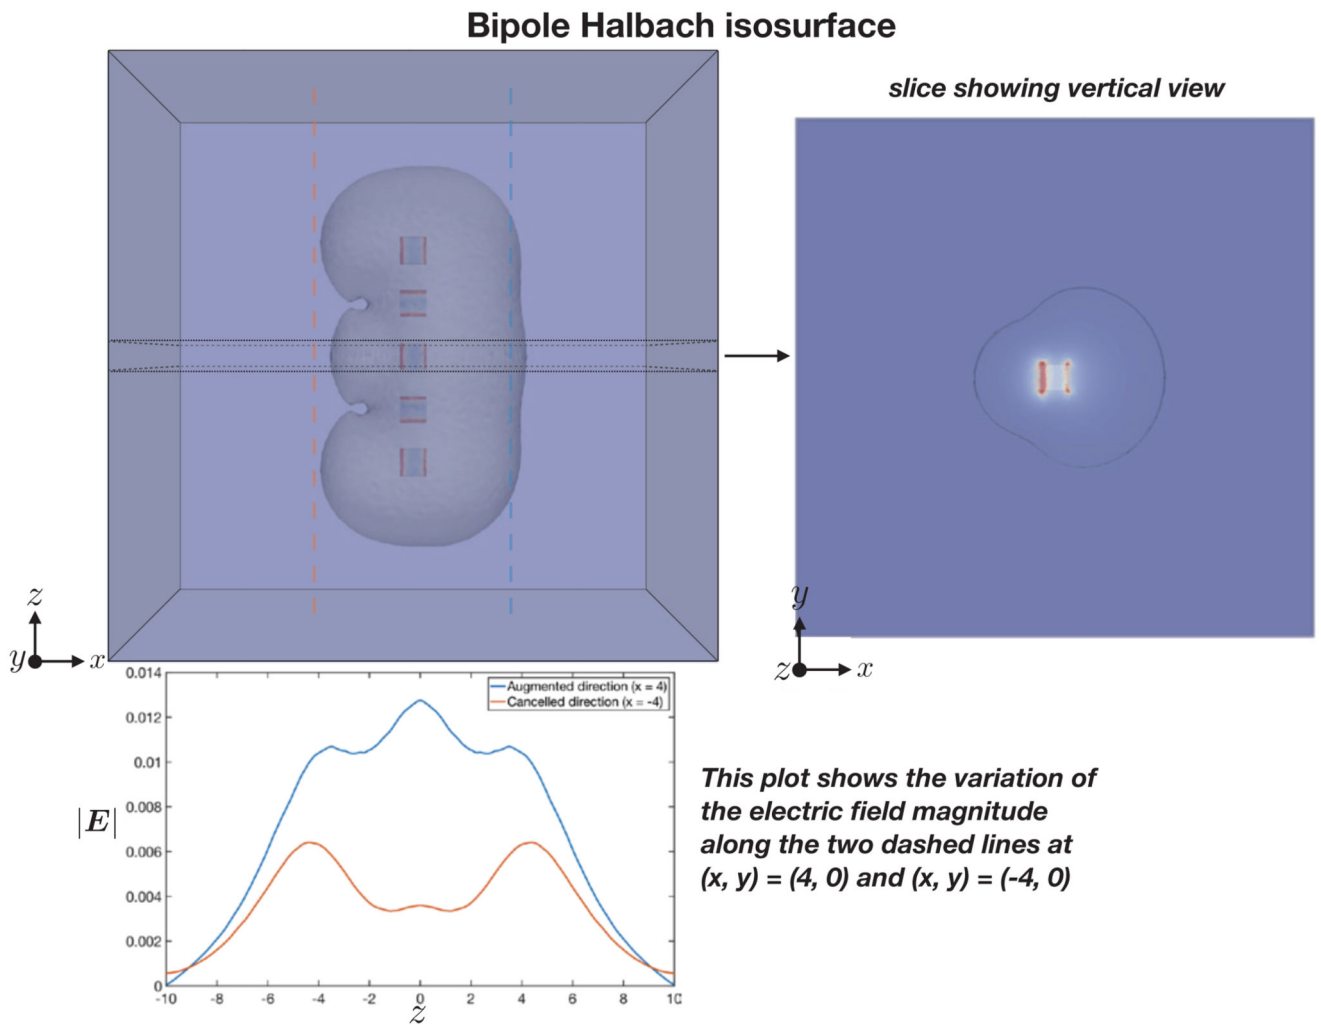 Bipole Halbach isosurface
slice showing vertical view
z
y x
y
z x
0.014
0.012
0.01
0.008
0.006
0.004
0.002
0
|E|
Augmented direction (x = 4)
Cancelled direction (x = -4)
-10 -8 -6 -4 -2 0 2 4 6 8 10
z
This plot shows the variation of
the electric field magnitude
along the two dashed lines at
(x, y) = (4, 0) and (x, y) = (-4, 0)